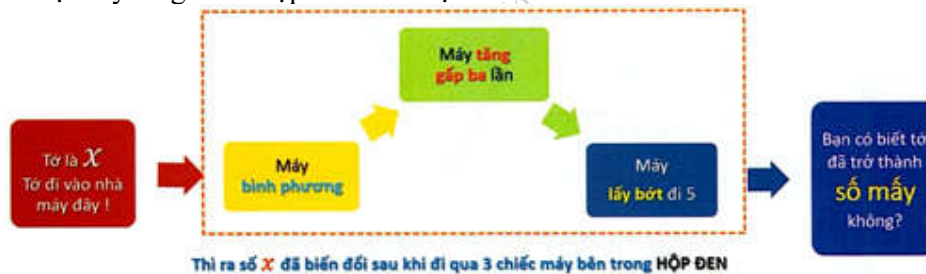 Máy tăng
gấp ba lần
Tớ là x
Tớ đi vào nhà
máy đây !
Máy
bình phương
Máy
lấy bớt đi 5
Bạn có biết tớ
đã trở thành
số mấy
không?
Thì ra số x đã biến đổi sau khi đi qua 3 chiếc máy bên trong HỘP ĐEN